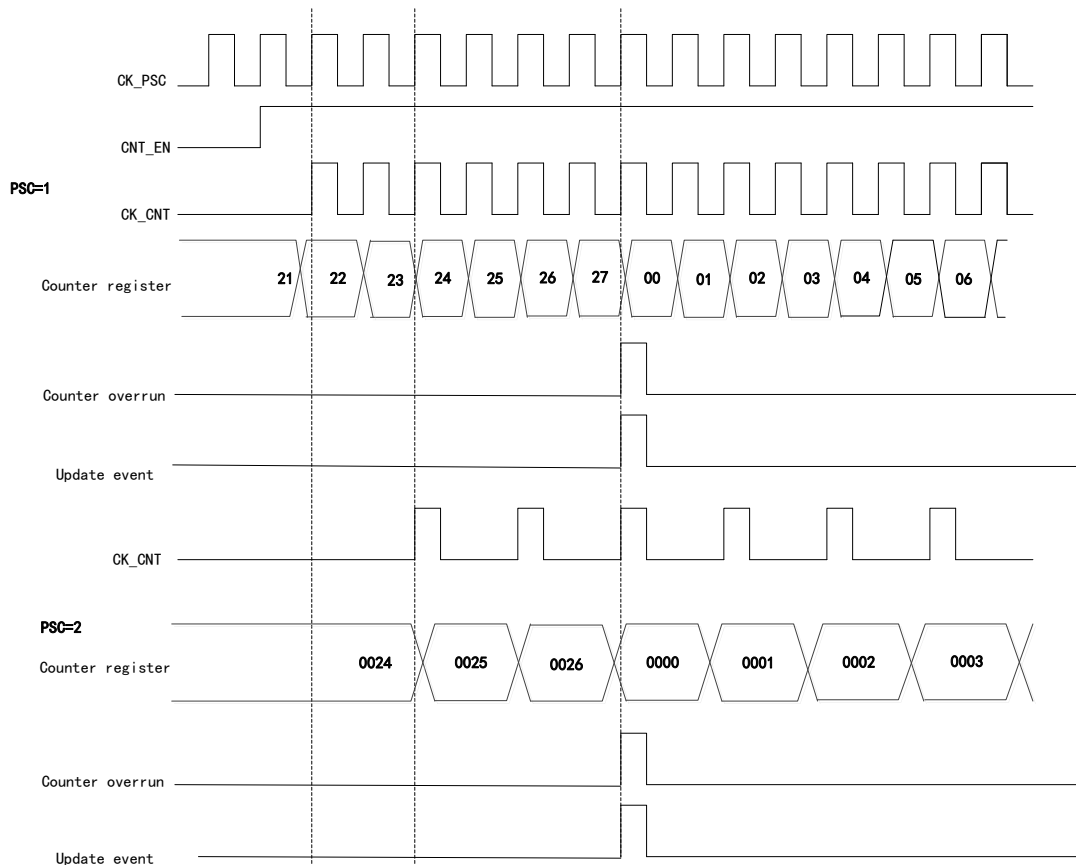 CK_PSC
CNT_EN
PSC=1
CK_CNT
Counter register 21 22 23 24 25 26 27 00 01 02 03 04 05 06
Counter overrun
Update event
CK_CNT
PSC=2
Counter register 0024 0025 0026 0000 0001 0002 0003
Counter overrun
Update event